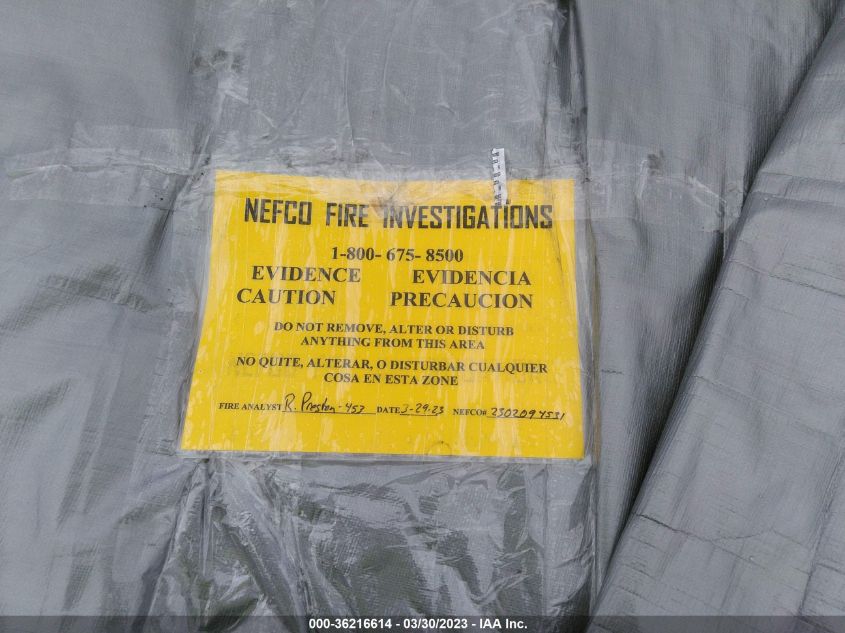 NEFCO FIRE INVESTIGATIONS
1-800- 675- 8500
EVIDENCE EVIDENCIA
CAUTION PRECAUCION
DO NOT REMOVE, ALTER OR DISTURB
ANYTHING FROM THIS AREA
NO QUITE, ALTERAR, O DISTURBAR CUALQUIER
COSA EN ESTA ZONE
FIRE ANALYST R. Preston-457 DATE 3-29-23 NEFCO# 2302094531
000-36216614 - 03/30/2023 - IAA Inc.